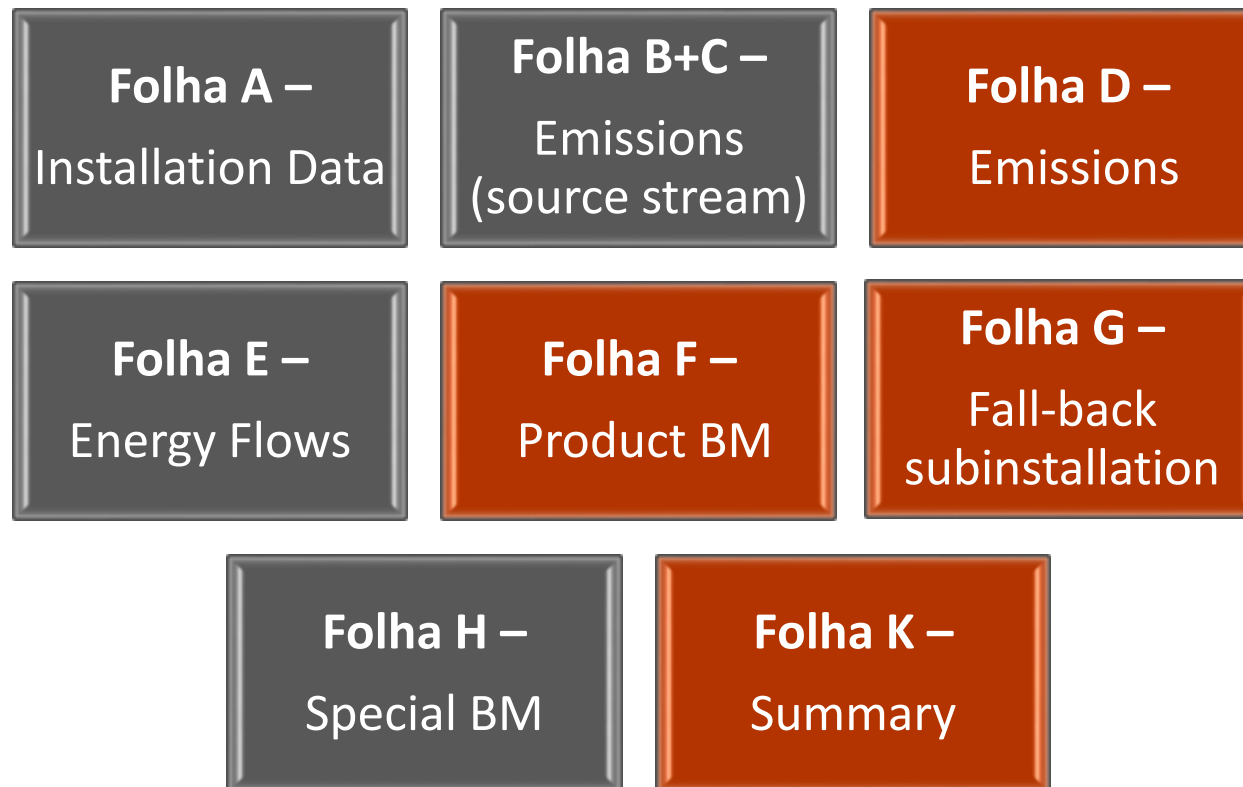 Folha A –
Installation Data
Folha B+C –
Emissions
(source stream)
Folha D –
Emissions
Folha E –
Energy Flows
Folha F –
Product BM
Folha G –
Fall-back
subinstallation
Folha H –
Special BM
Folha K –
Summary